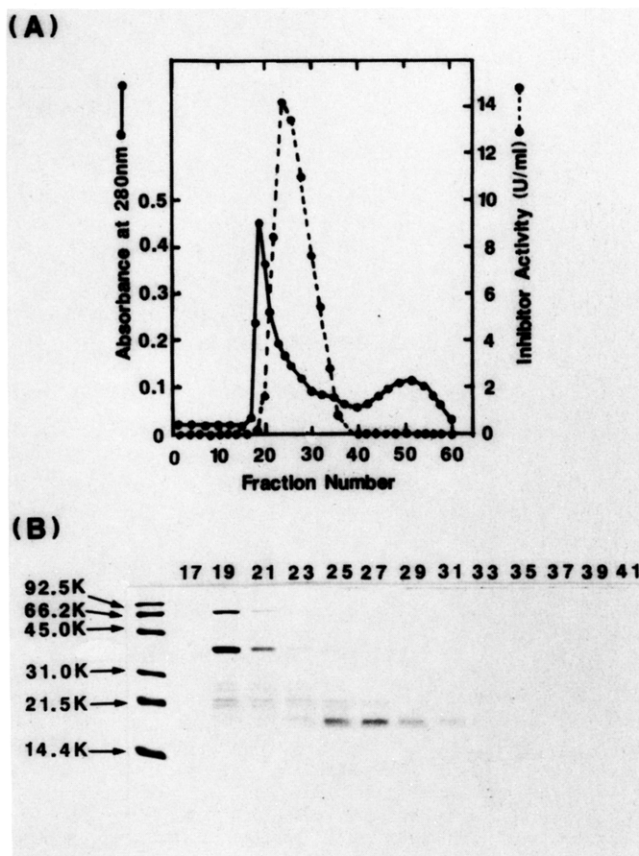 (A)
Absorbance at 280nm
0.5
0.4
0.3
0.2
0.1
0
14
12
10
8
6
4
2
0
Inhibitor Activity (U/ml)
0 10 20 30 40 50 60
Fraction Number
(B)
17 19 21 23 25 27 29 31 33 35 37 39 41
92.5K
66.2K
45.0K
31.0K
21.5K
14.4K